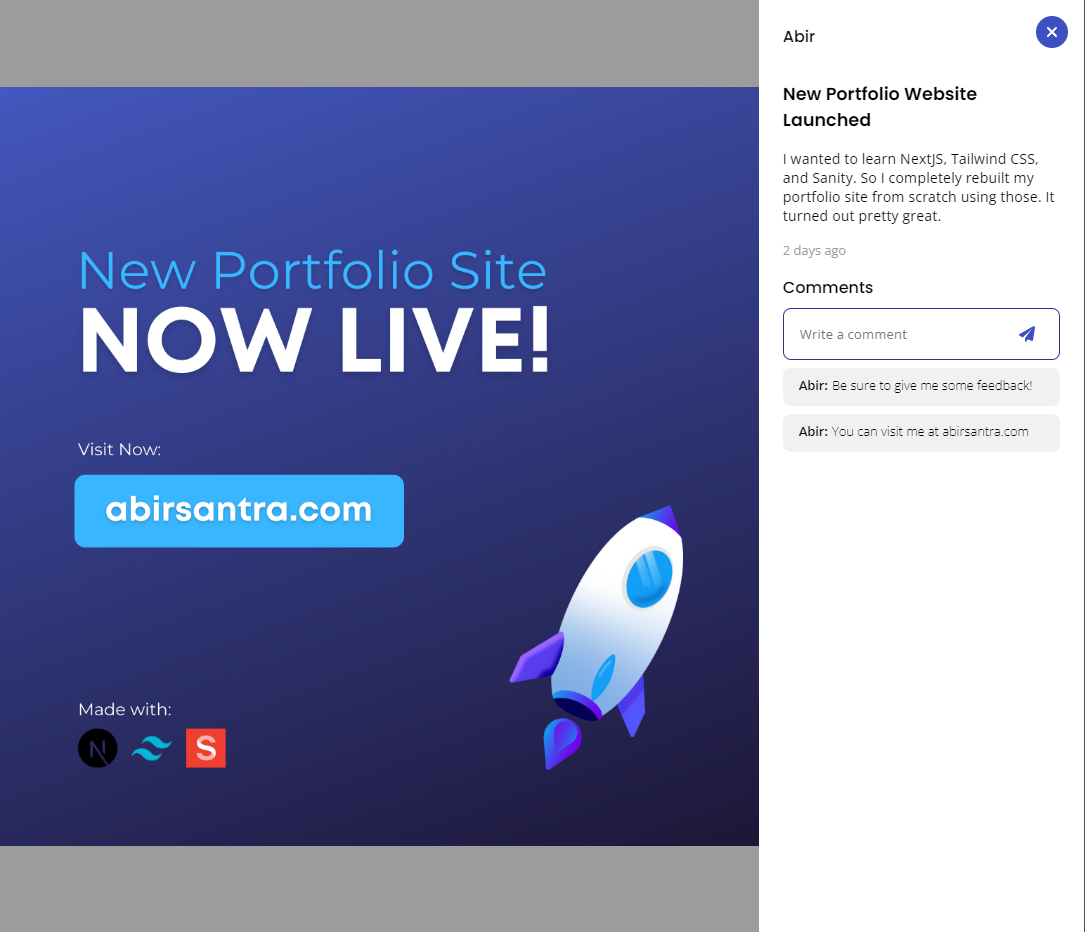 New Portfolio Site
NOW LIVE!
Visit Now:
abirsantra.com
Made with:
N
S
Abir
New Portfolio Website
Launched
I wanted to learn NextJS, Tailwind CSS,
and Sanity. So I completely rebuilt my
portfolio site from scratch using those. It
turned out pretty great.
2 days ago
Comments
Write a comment
Abir: Be sure to give me some feedback!
Abir: You can visit me at abirsantra.com